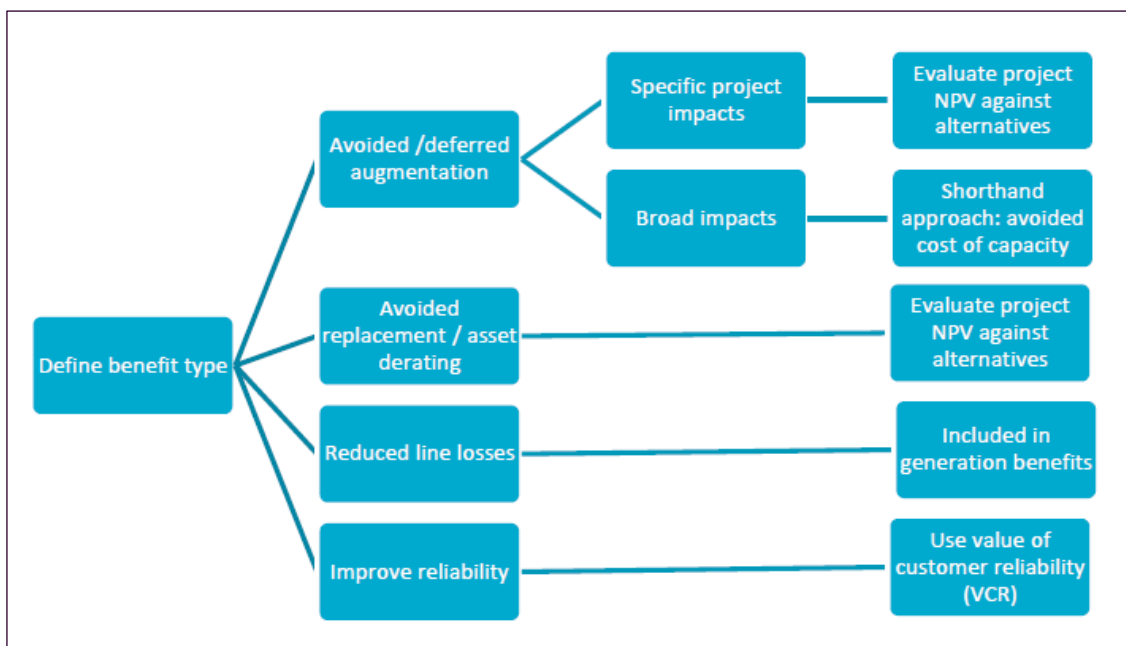 Define benefit type
Avoided /deferred
augmentation
Specific project
impacts
Evaluate project
NPV against
alternatives
Broad impacts
Shorthand
approach: avoided
cost of capacity
Avoided
replacement / asset
derating
Evaluate project
NPV against
alternatives
Reduced line losses
Included in
generation benefits
Improve reliability
Use value of
customer reliability
(VCR)